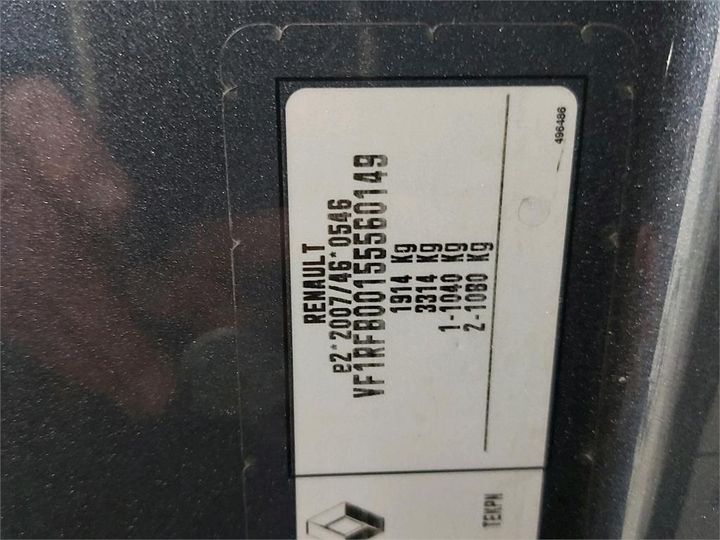 RENAULT
e2*2007/46*0546
VF1RFB00155560149
1914 Kg
3314 Kg
1-1040 Kg
2-1080 Kg
496486
TEKPN